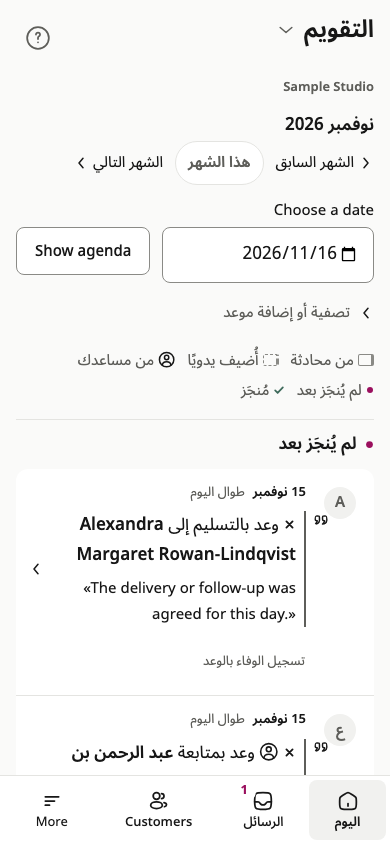 التقويم
Sample Studio
نوفمبر 2026
الشهر السابق
هذا الشهر
الشهر التالي
Choose a date
2026/11/16
Show agenda
تصفية أو إضافة موعد
من محادثة
أُضيف يدويًا
من مساعدك
لم يُنجَز بعد
مُنجَز
لم يُنجَز بعد
A
15 نوفمبر طوال اليوم
× وعد بالتسليم إلى Alexandra
Margaret Rowan-Lindqvist
«The delivery or follow-up was
agreed for this day.»
تسجيل الوفاء بالوعد
ع
15 نوفمبر طوال اليوم
× وعد بمتابعة عبد الرحمن بن
اليوم
الرسائل
1
Customers
More